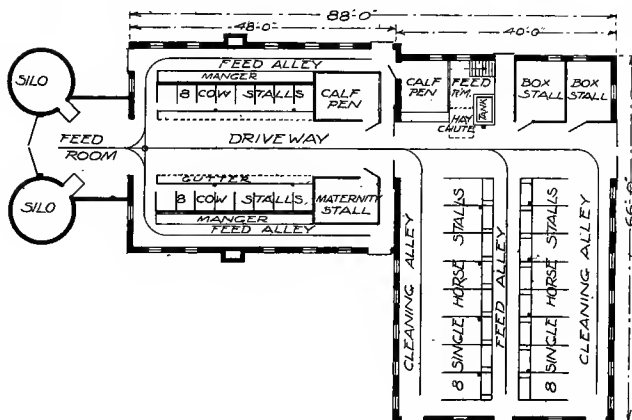 88'-0"
48'-0"
40'-0"
SILO
FEED ALLEY
MANGER
8 COW STALLS
CALF PEN
CALF PEN
FEED RM.
TANK
HAY CHUTE
BOX STALL
BOX STALL
FEED ROOM
DRIVEWAY
GUTTER
8 COW STALLS.
MATERNITY STALL
MANGER
FEED ALLEY
SILO
CLEANING ALLEY
8 SINGLE HORSE STALLS
FEED ALLEY
8 SINGLE HORSE STALLS
CLEANING ALLEY